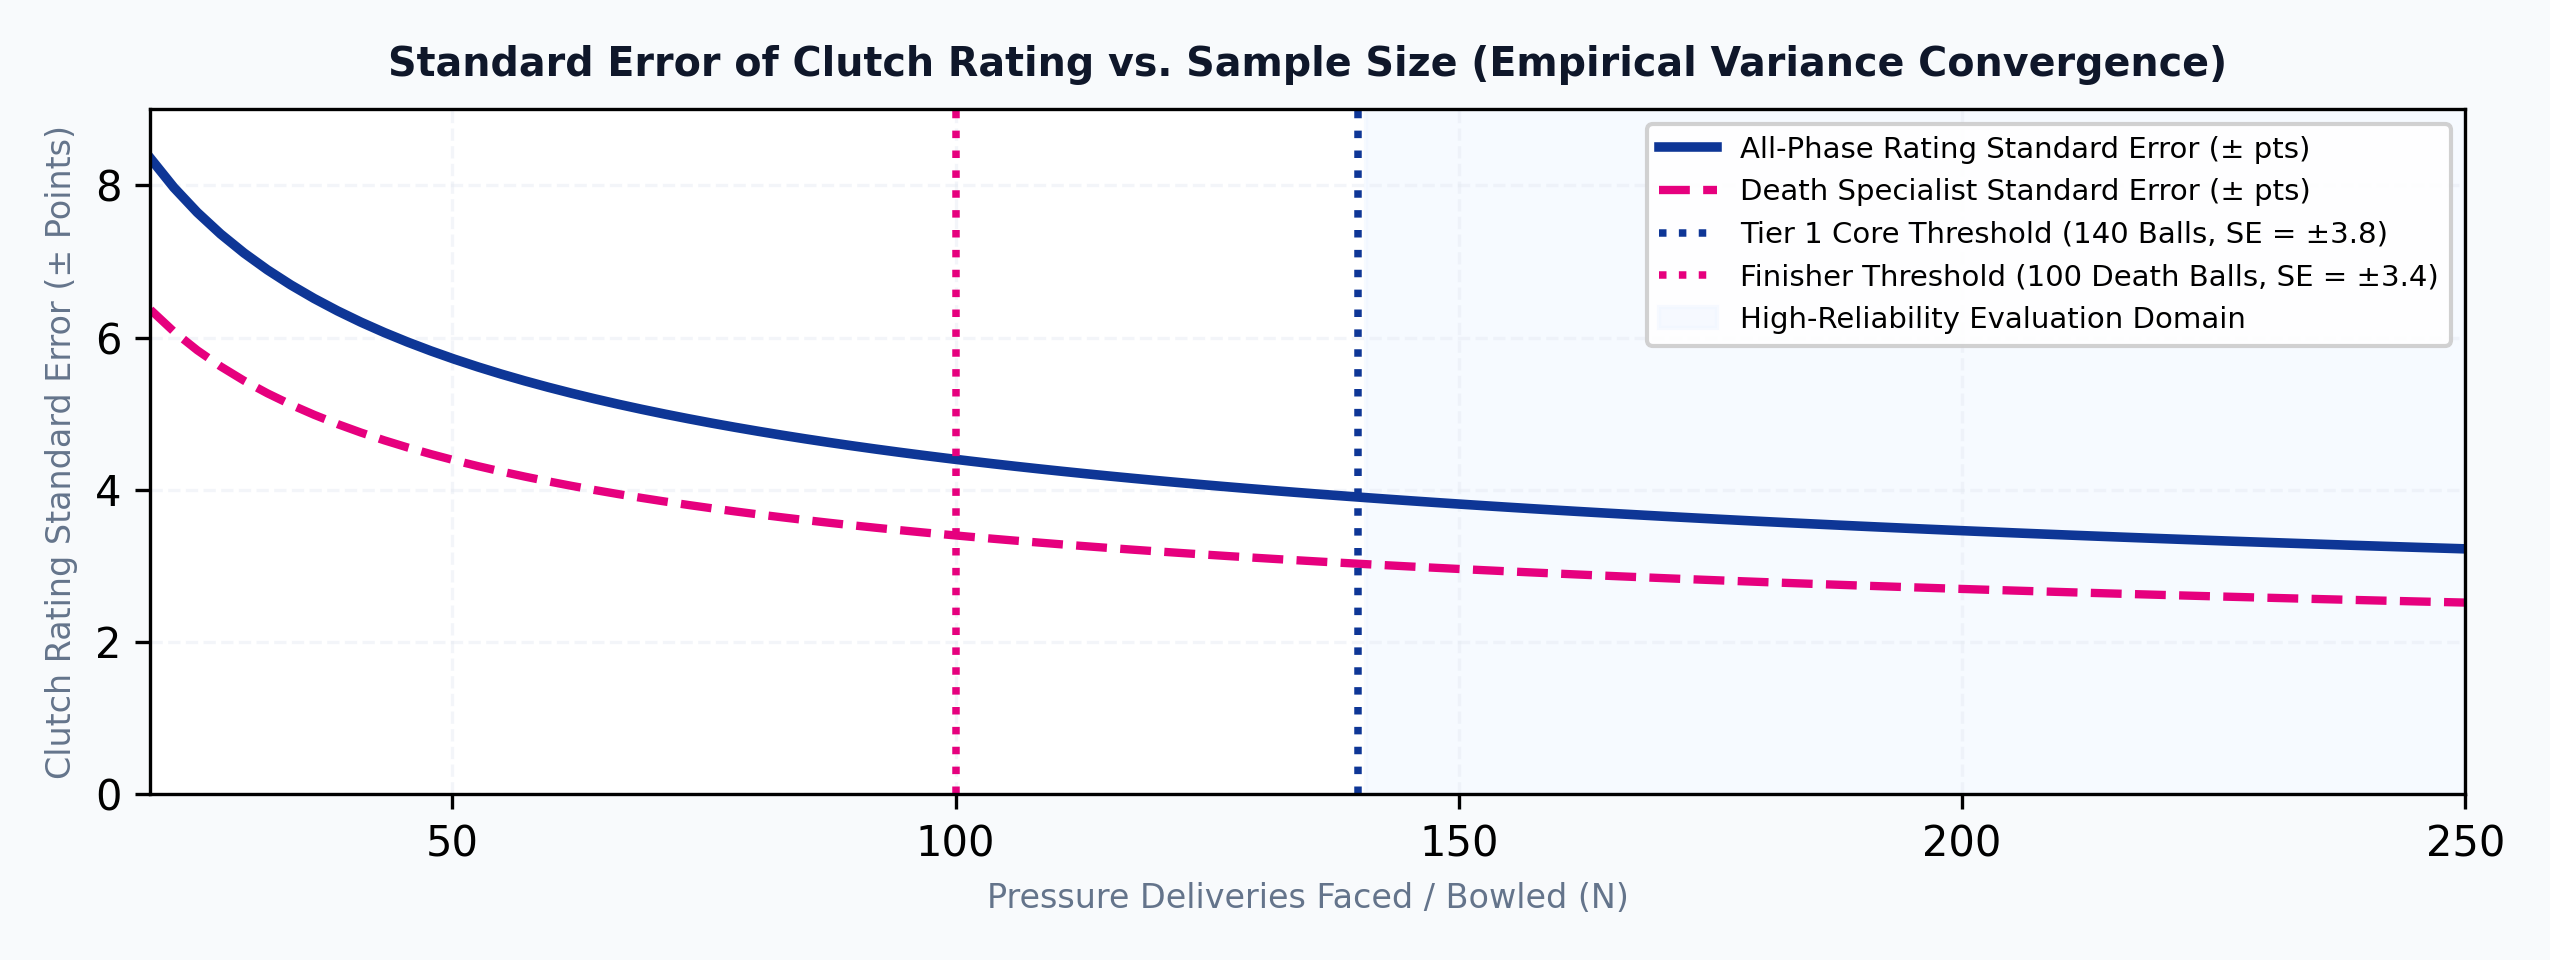 Standard Error of Clutch Rating vs. Sample Size (Empirical Variance Convergence)
Clutch Rating Standard Error (± Points)
8
6
4
2
0
All-Phase Rating Standard Error (± pts)
Death Specialist Standard Error (± pts)
Tier 1 Core Threshold (140 Balls, SE = ±3.8)
Finisher Threshold (100 Death Balls, SE = ±3.4)
High-Reliability Evaluation Domain
50
100
150
200
250
Pressure Deliveries Faced / Bowled (N)